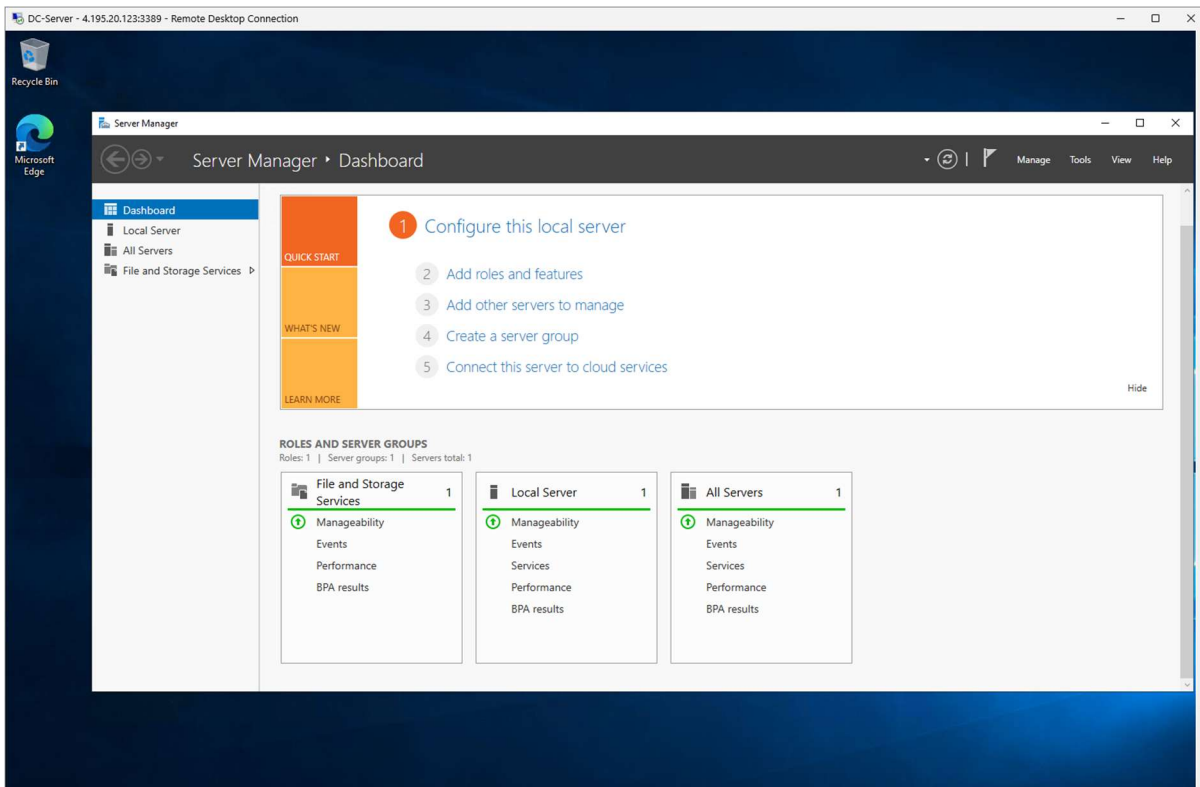 DC-Server - 4.195.20.123:3389 - Remote Desktop Connection
Recycle Bin
Microsoft
Edge
Server Manager
Server Manager • Dashboard
Manage Tools View Help
Dashboard
Local Server
All Servers
File and Storage Services
QUICK START
WHAT'S NEW
LEARN MORE
1 Configure this local server
2 Add roles and features
3 Add other servers to manage
4 Create a server group
5 Connect this server to cloud services
Hide
ROLES AND SERVER GROUPS
Roles: 1 | Server groups: 1 | Servers total: 1
File and Storage
Services 1
Manageability
Events
Performance
BPA results
Local Server 1
Manageability
Events
Services
Performance
BPA results
All Servers 1
Manageability
Events
Services
Performance
BPA results